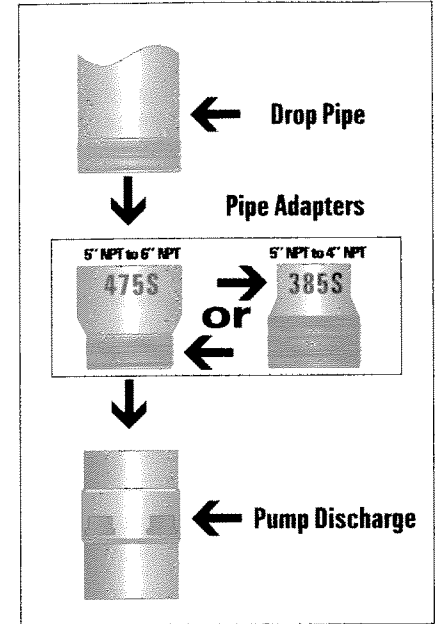 Drop Pipe
Pipe Adapters
5" NPT to 6" NPT
5" NPT to 4" NPT
475S
385S
or
Pump Discharge